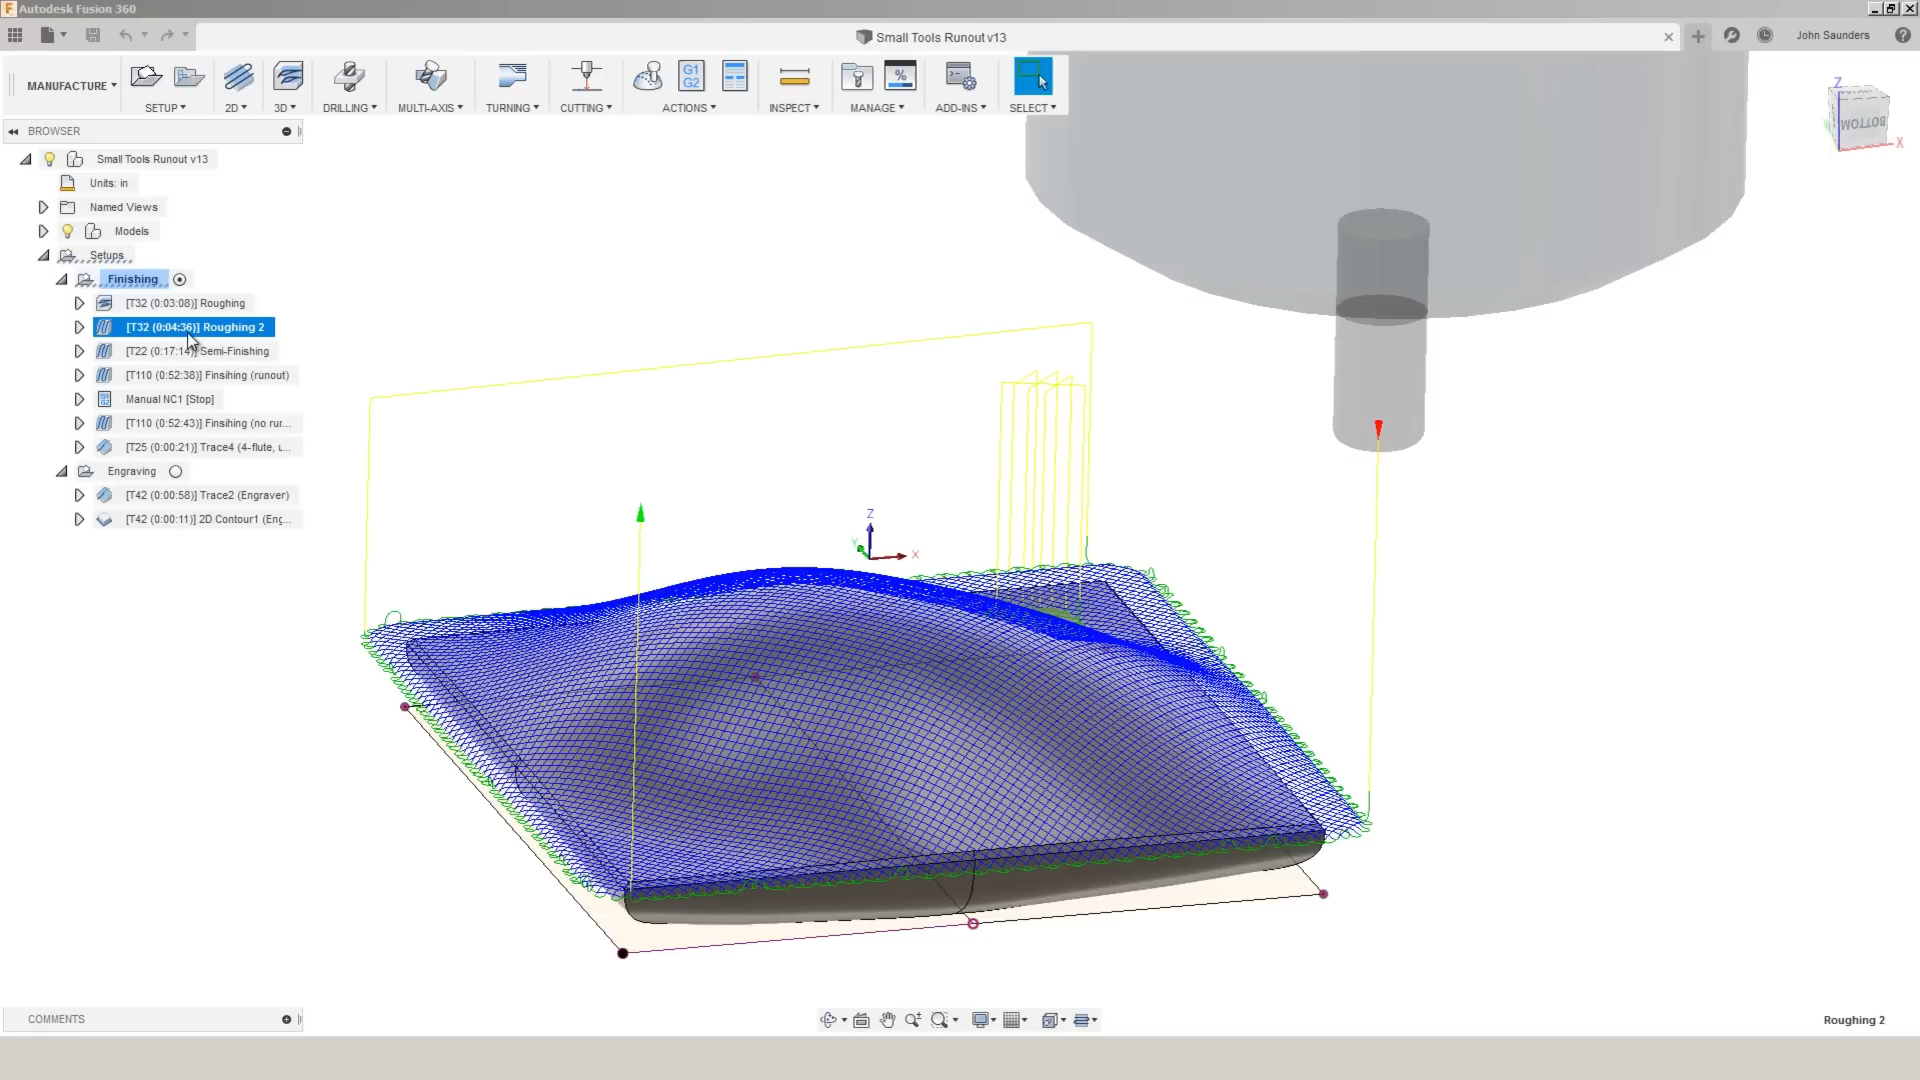 Autodesk Fusion 360
Small Tools Runout v13
John Saunders
MANUFACTURE
G1
G2
%
SETUP
2D
3D
DRILLING
MULTI-AXIS
TURNING
CUTTING
ACTIONS
INSPECT
MANAGE
ADD-INS
SELECT
BROWSER
Small Tools Runout v13
Units: in
Named Views
Models
Setups
Finishing
[T32 (0:03:08)] Roughing
[T32 (0:04:36)] Roughing 2
[T22 (0:17:14)] Semi-Finishing
[T110 (0:52:38)] Finsihing (runout)
Manual NC1 [Stop]
[T110 (0:52:43)] Finsihing (no rur...
[T25 (0:00:21)] Trace4 (4-flute, ι...
Engraving
[T42 (0:00:58)] Trace2 (Engraver)
[T42 (0:00:11)] 2D Contour1 (Enç...
Z
BOTTOM
X
Z
Y
X
COMMENTS
Roughing 2